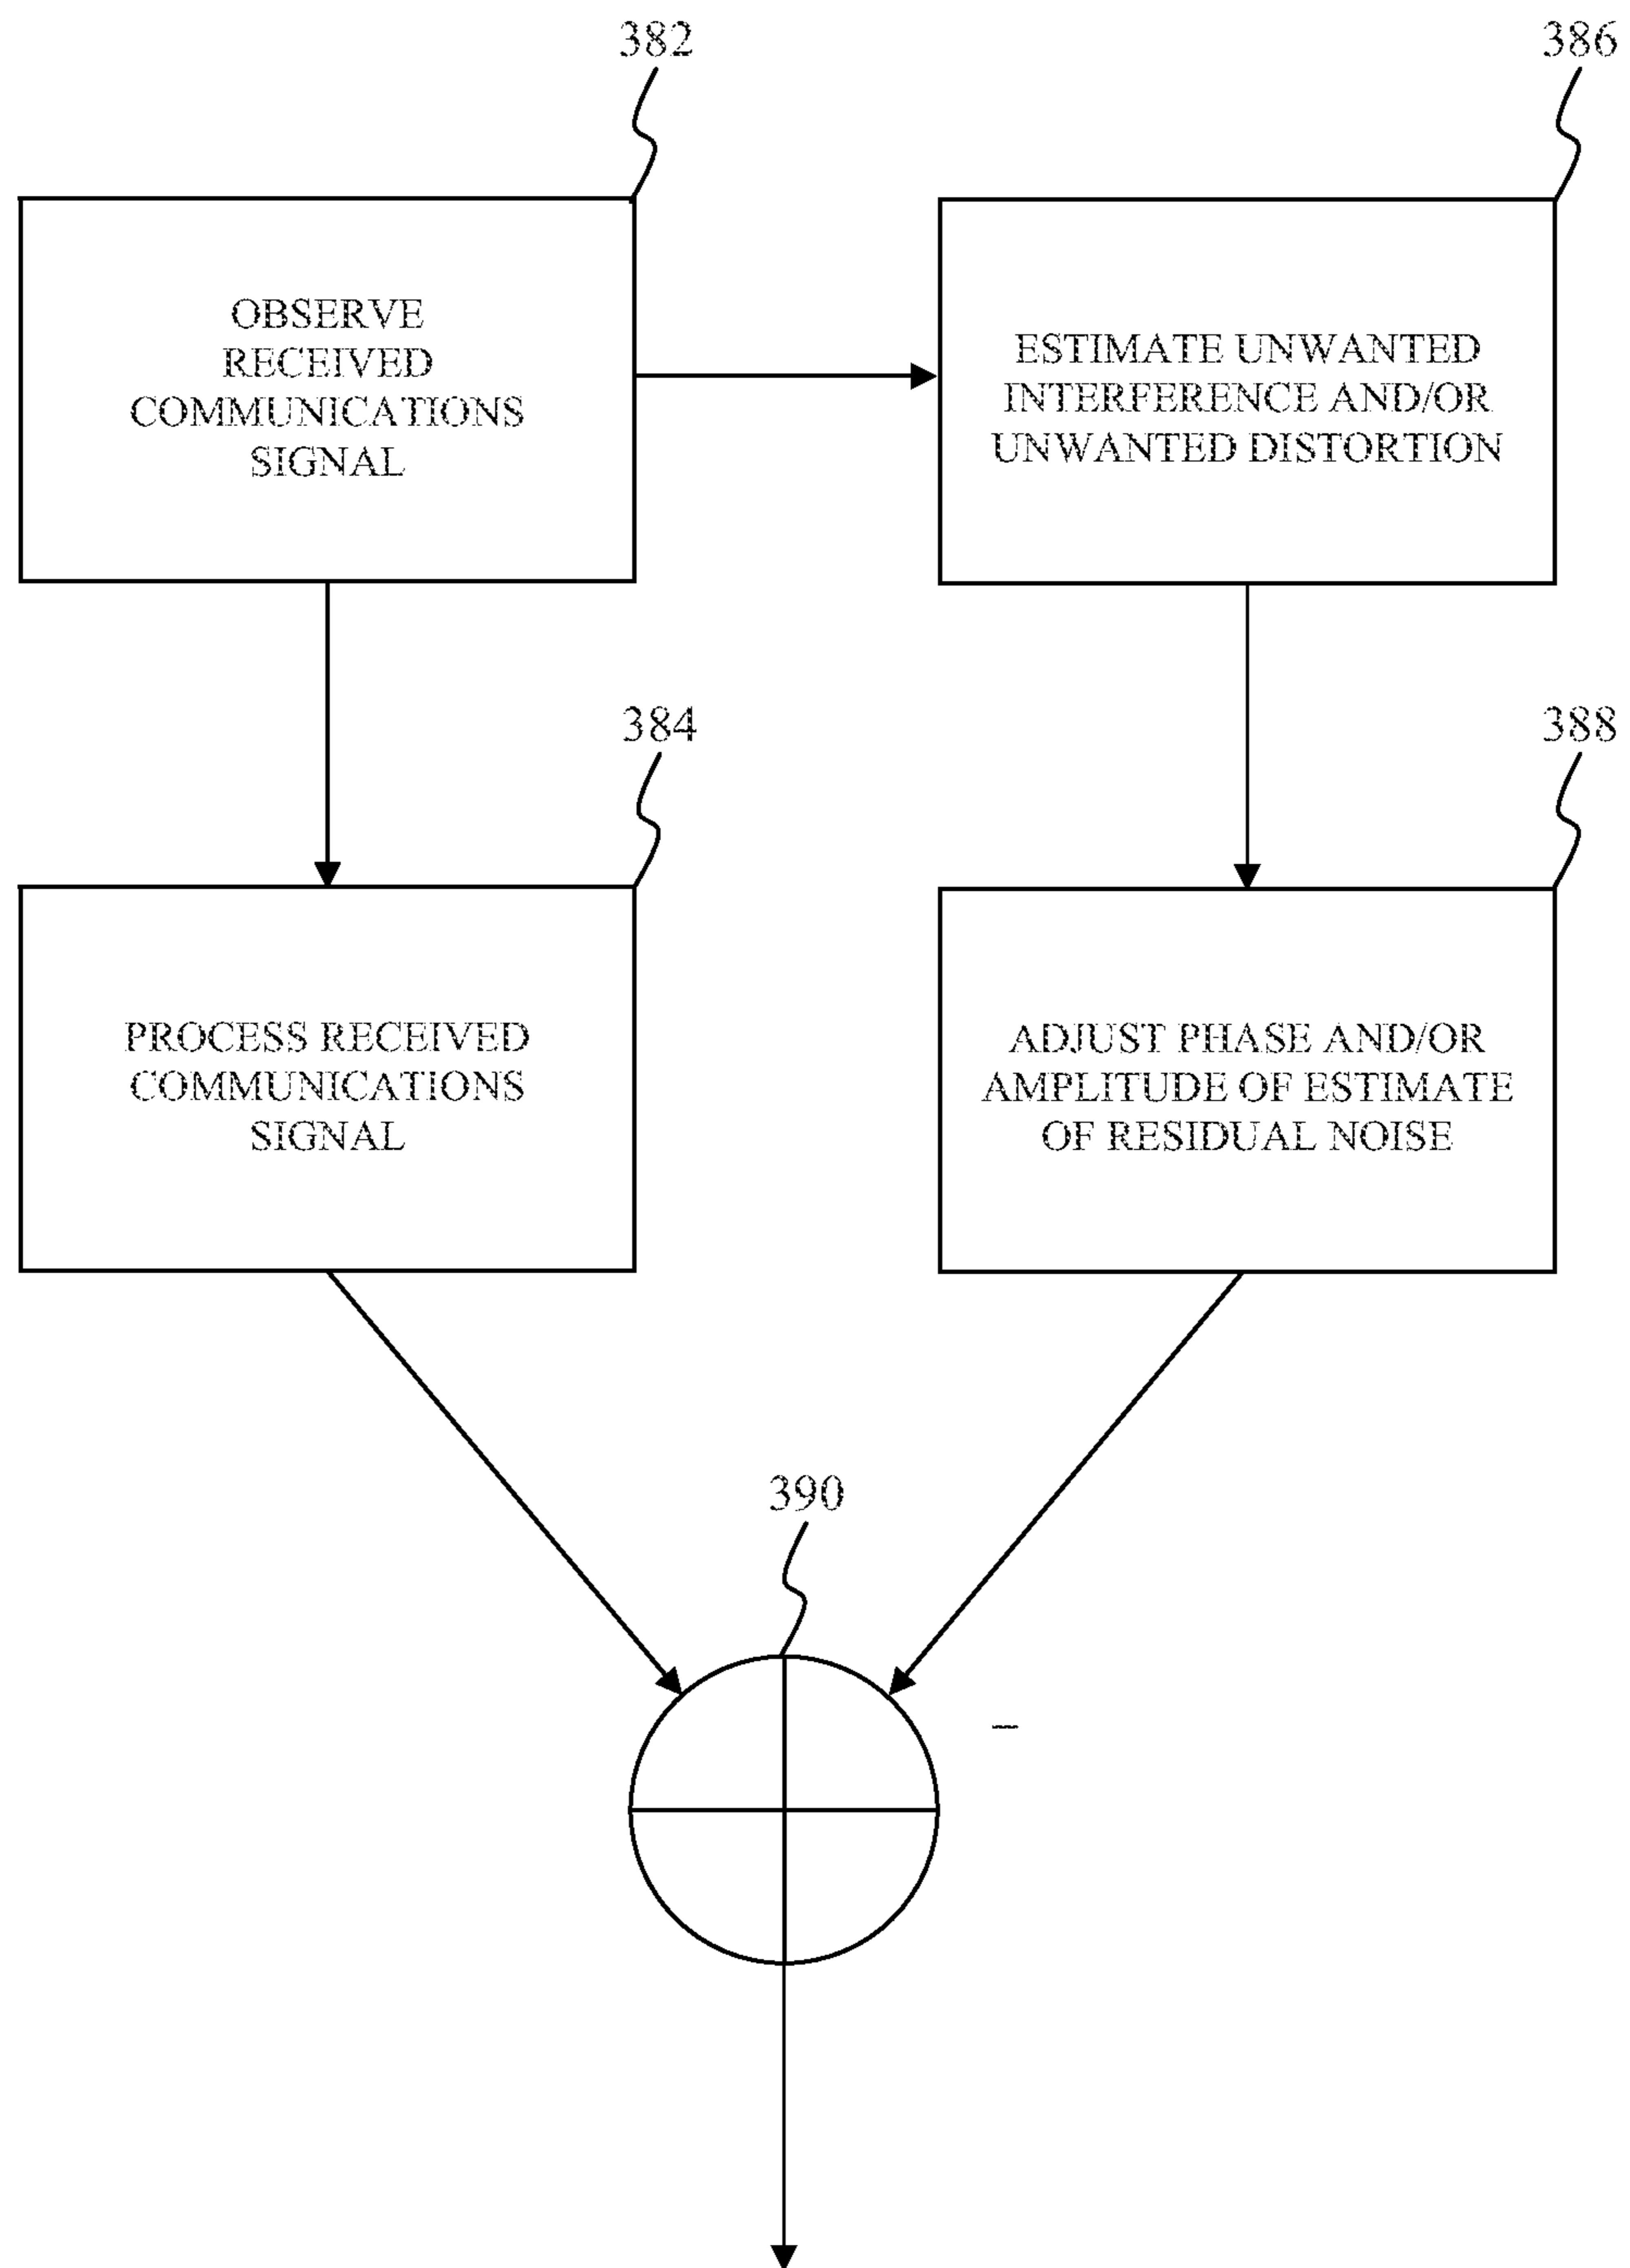 382
386
OBSERVE
RECEIVED
COMMUNICATIONS
SIGNAL
ESTIMATE UNWANTED
INTERFERENCE AND/OR
UNWANTED DISTORTION
384
388
PROCESS RECEIVED
COMMUNICATIONS
SIGNAL
ADJUST PHASE AND/OR
AMPLITUDE OF ESTIMATE
OF RESIDUAL NOISE
390
–